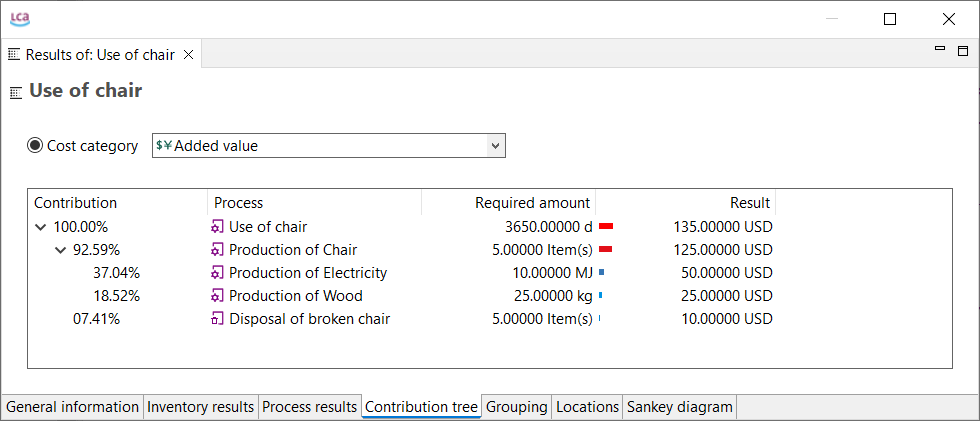 LCA
Results of: Use of chair
Use of chair
Cost category $¥ Added value
Contribution Process Required amount Result
100.00% Use of chair 3650.00000 d 135.00000 USD
92.59% Production of Chair 5.00000 Item(s) 125.00000 USD
37.04% Production of Electricity 10.00000 MJ 50.00000 USD
18.52% Production of Wood 25.00000 kg 25.00000 USD
07.41% Disposal of broken chair 5.00000 Item(s) 10.00000 USD
General information Inventory results Process results Contribution tree Grouping Locations Sankey diagram